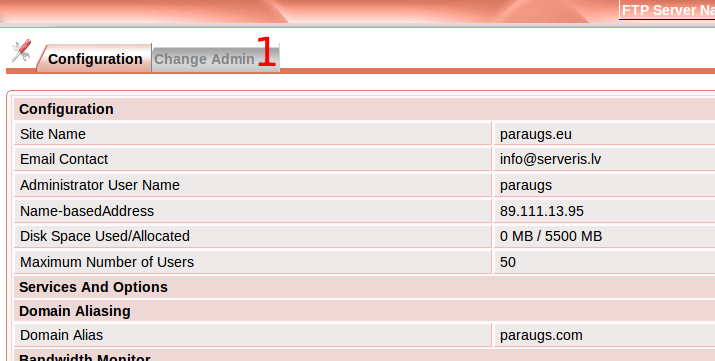 FTP Server Na
Configuration Change Admin 1
Configuration
Site Name paraugs.eu
Email Contact info@serveris.lv
Administrator User Name paraugs
Name-basedAddress 89.111.13.95
Disk Space Used/Allocated 0 MB / 5500 MB
Maximum Number of Users 50
Services And Options
Domain Aliasing
Domain Alias paraugs.com
Bandwidth Monitor